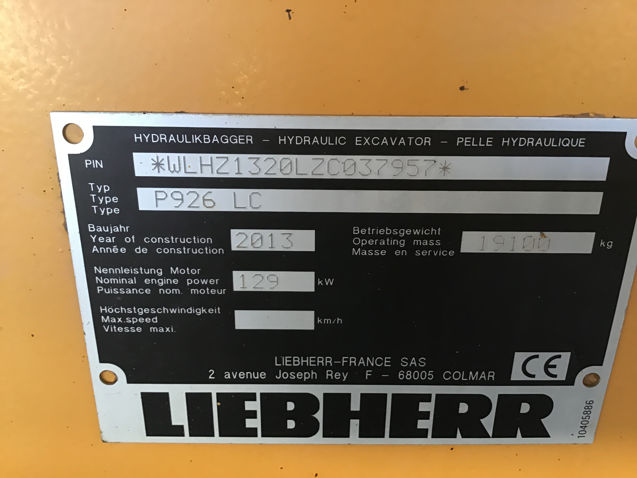 HYDRAULIKBAGGER – HYDRAULIC EXCAVATOR – PELLE HYDRAULIQUE
PIN *WLHZ1320LZC037957*
Typ
Type P926 LC
Type
Baujahr
Year of construction 2013
Année de construction
Betriebsgewicht
Operating mass 19100 kg
Masse en service
Nennleistung Motor
Nominal engine power 129 kW
Puissance nom. moteur
Höchstgeschwindigkeit
Max.speed km/h
Vitesse maxi.
LIEBHERR–FRANCE SAS
2 avenue Joseph Rey F – 68005 COLMAR
CE
LIEBHERR
10405886